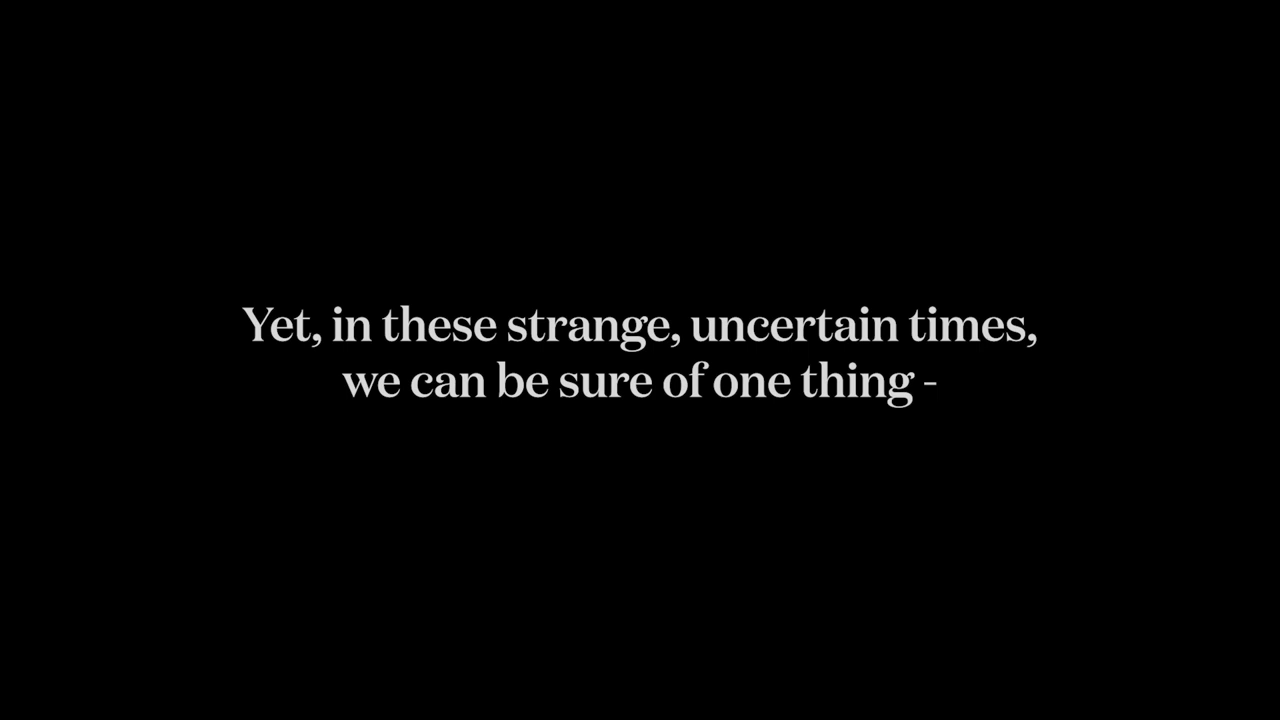 Yet, in these strange, uncertain times,
we can be sure of one thing -